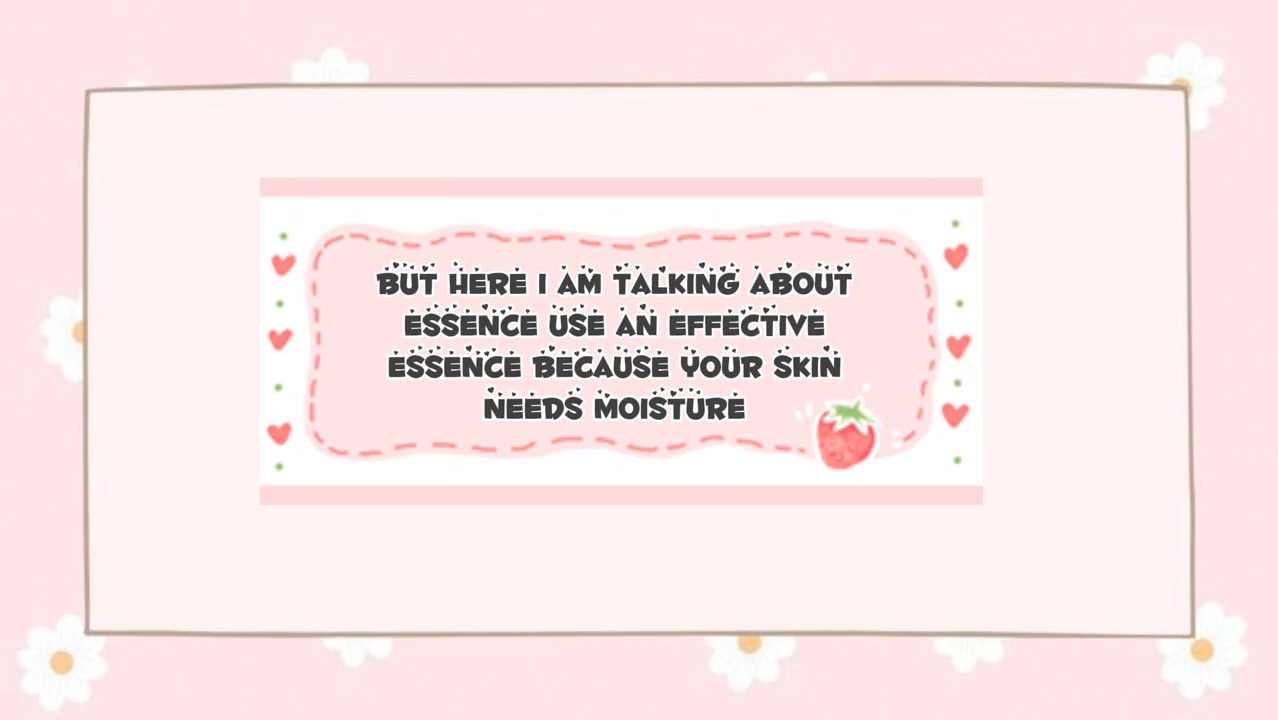 BUT HERE I AM TALKING ABOUT
ESSENCE USE AN EFFECTIVE
ESSENCE BECAUSE YOUR SKIN
NEEDS MOISTURE